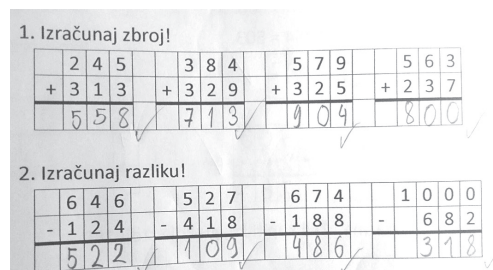 1. Izračunaj zbroj!
2 4 5   3 8 4   5 7 9   5 6 3
+ 3 1 3   + 3 2 9   + 3 2 5   + 2 3 7
5 5 8   7 1 3   9 0 4   8 0 0
2. Izračunaj razliku!
6 4 6   5 2 7   6 7 4   1 0 0 0
- 1 2 4   - 4 1 8   - 1 8 8   - 6 8 2
5 2 2   1 0 9   4 8 6   3 1 8